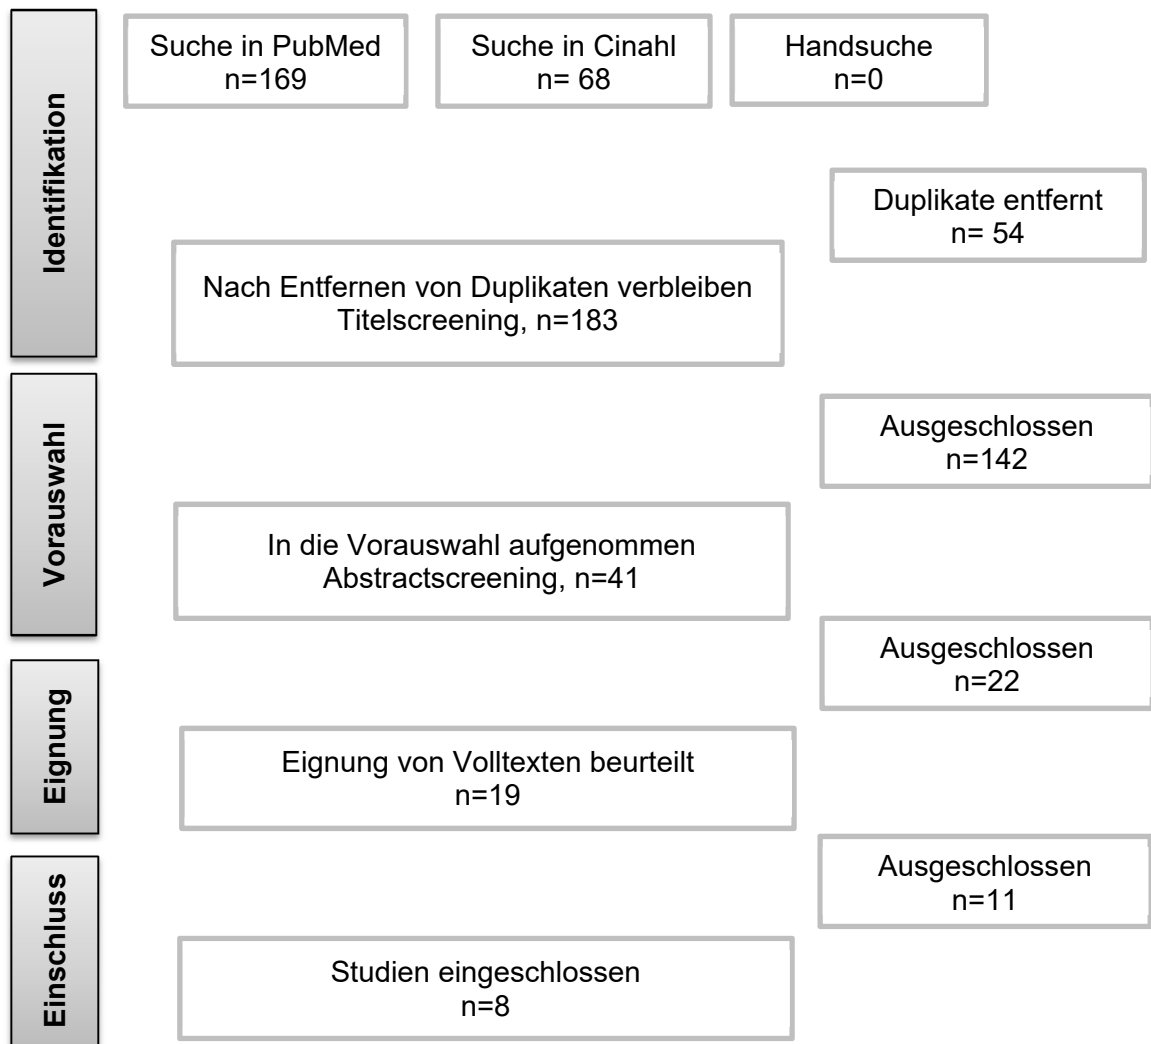 Identifikation
Suche in PubMed
n=169
Suche in Cinahl
n= 68
Handsuche
n=0
Duplikate entfernt
n= 54
Nach Entfernen von Duplikaten verbleiben
Titelscreening, n=183
Vorauswahl
Ausgeschlossen
n=142
In die Vorauswahl aufgenommen
Abstractscreening, n=41
Ausgeschlossen
n=22
Eignung
Eignung von Volltexten beurteilt
n=19
Ausgeschlossen
n=11
Einschluss
Studien eingeschlossen
n=8